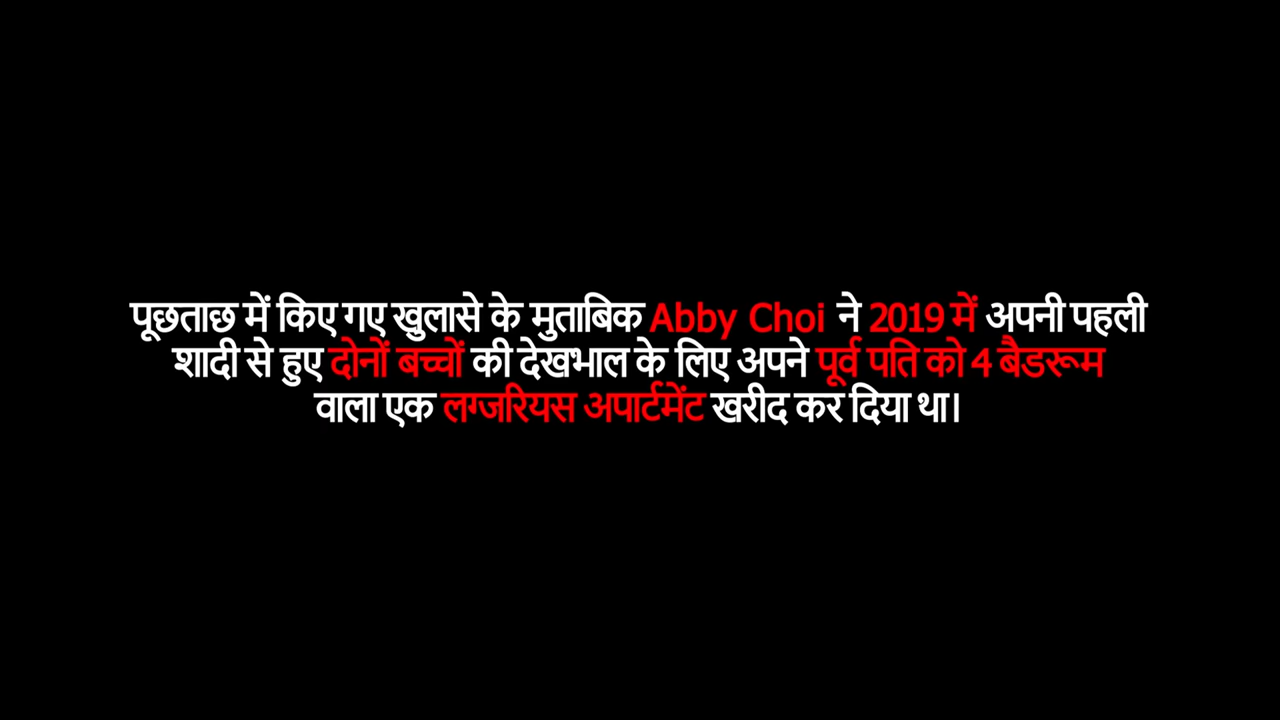 पूछताछ में किए गए खुलासे के मुताबिक Abby Choi ने 2019 में अपनी पहली
शादी से हुए दोनों बच्चों की देखभाल के लिए अपने पूर्व पति को 4 बैडरूम
वाला एक लग्जरियस अपार्टमेंट खरीद कर दिया था।